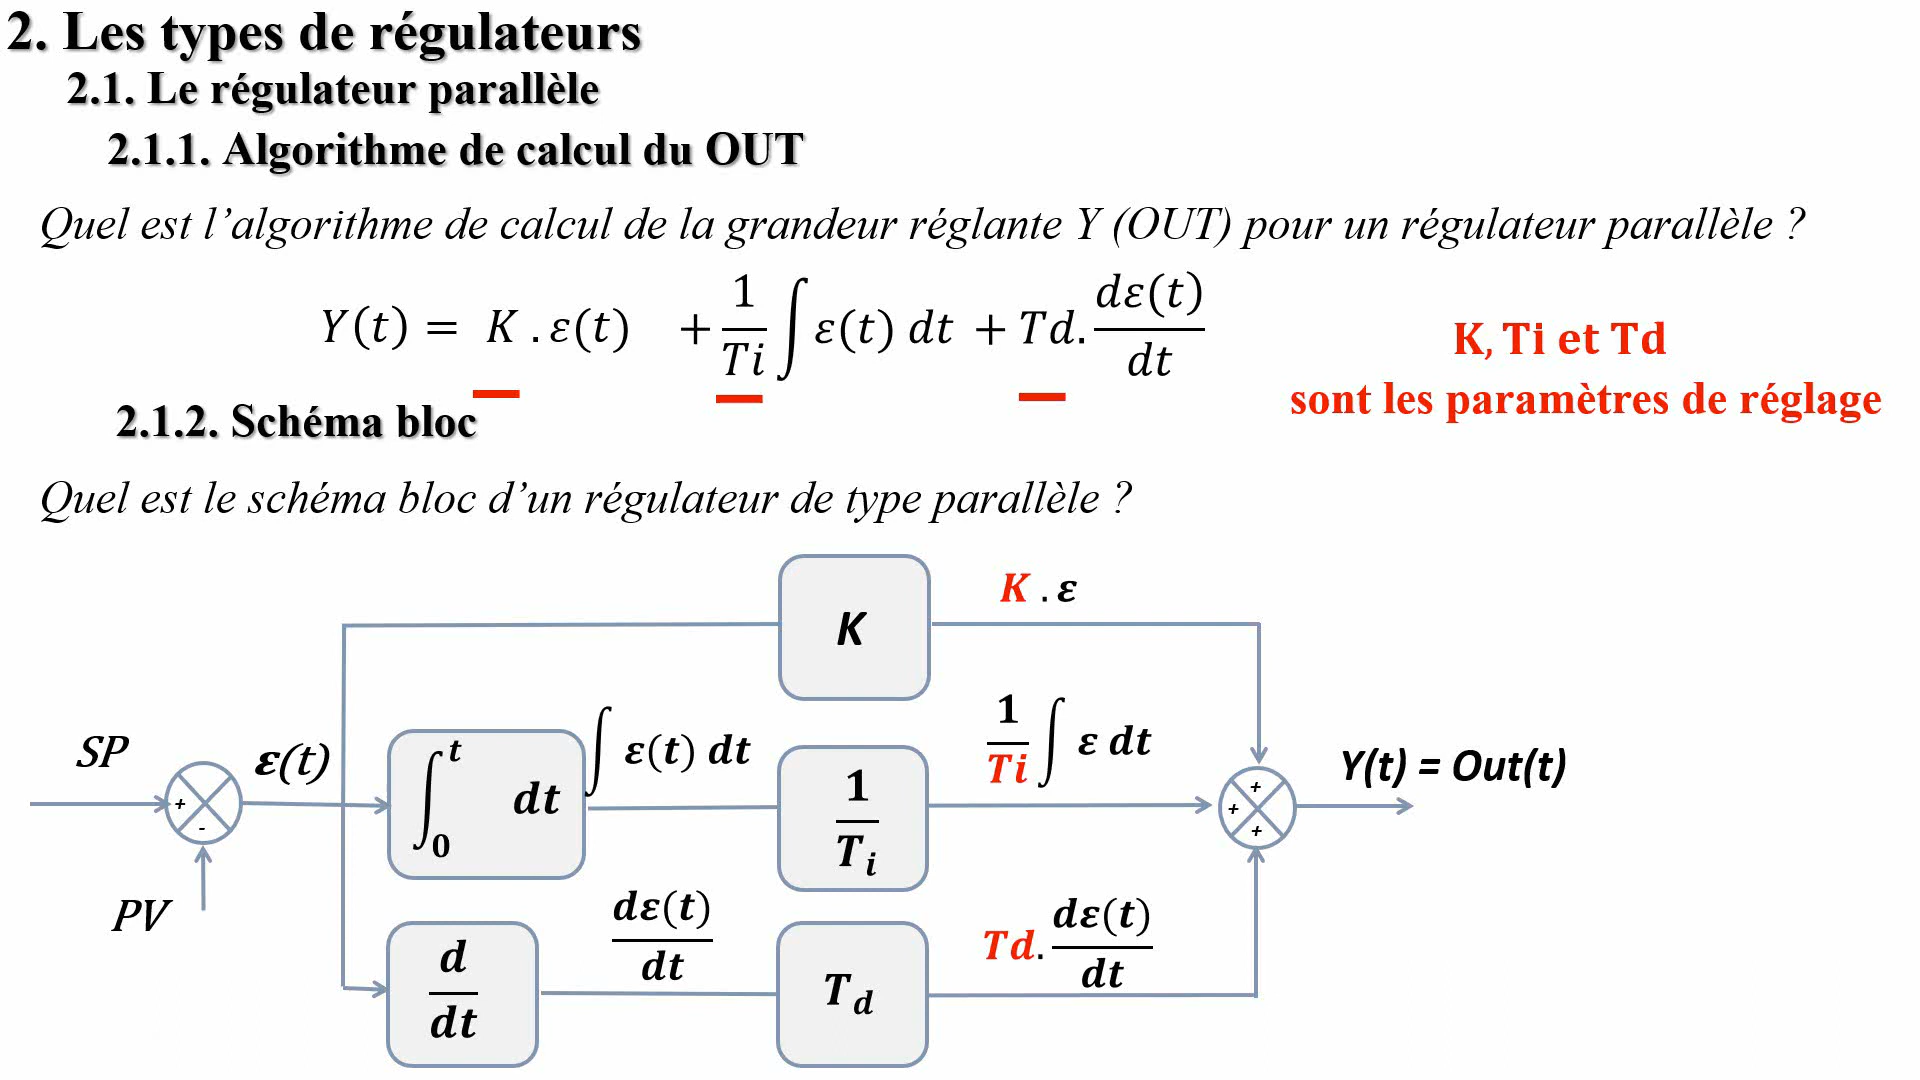 2. Les types de régulateurs
2.1. Le régulateur parallèle
2.1.1. Algorithme de calcul du OUT
Quel est l’algorithme de calcul de la grandeur réglante Y (OUT) pour un régulateur parallèle ?
Y(t) = K . ε(t) + 1/Ti ∫ ε(t) dt + Td. dε(t)/dt
K, Ti et Td
sont les paramètres de réglage
2.1.2. Schéma bloc
Quel est le schéma bloc d’un régulateur de type parallèle ?
K
K . ε
SP
+
-
PV
ε(t)
∫₀ᵗ dt
∫ ε(t) dt
1/Tᵢ
1/Ti ∫ ε dt
+
+
+
Y(t) = Out(t)
d/dt
dε(t)/dt
T_d
Td. dε(t)/dt